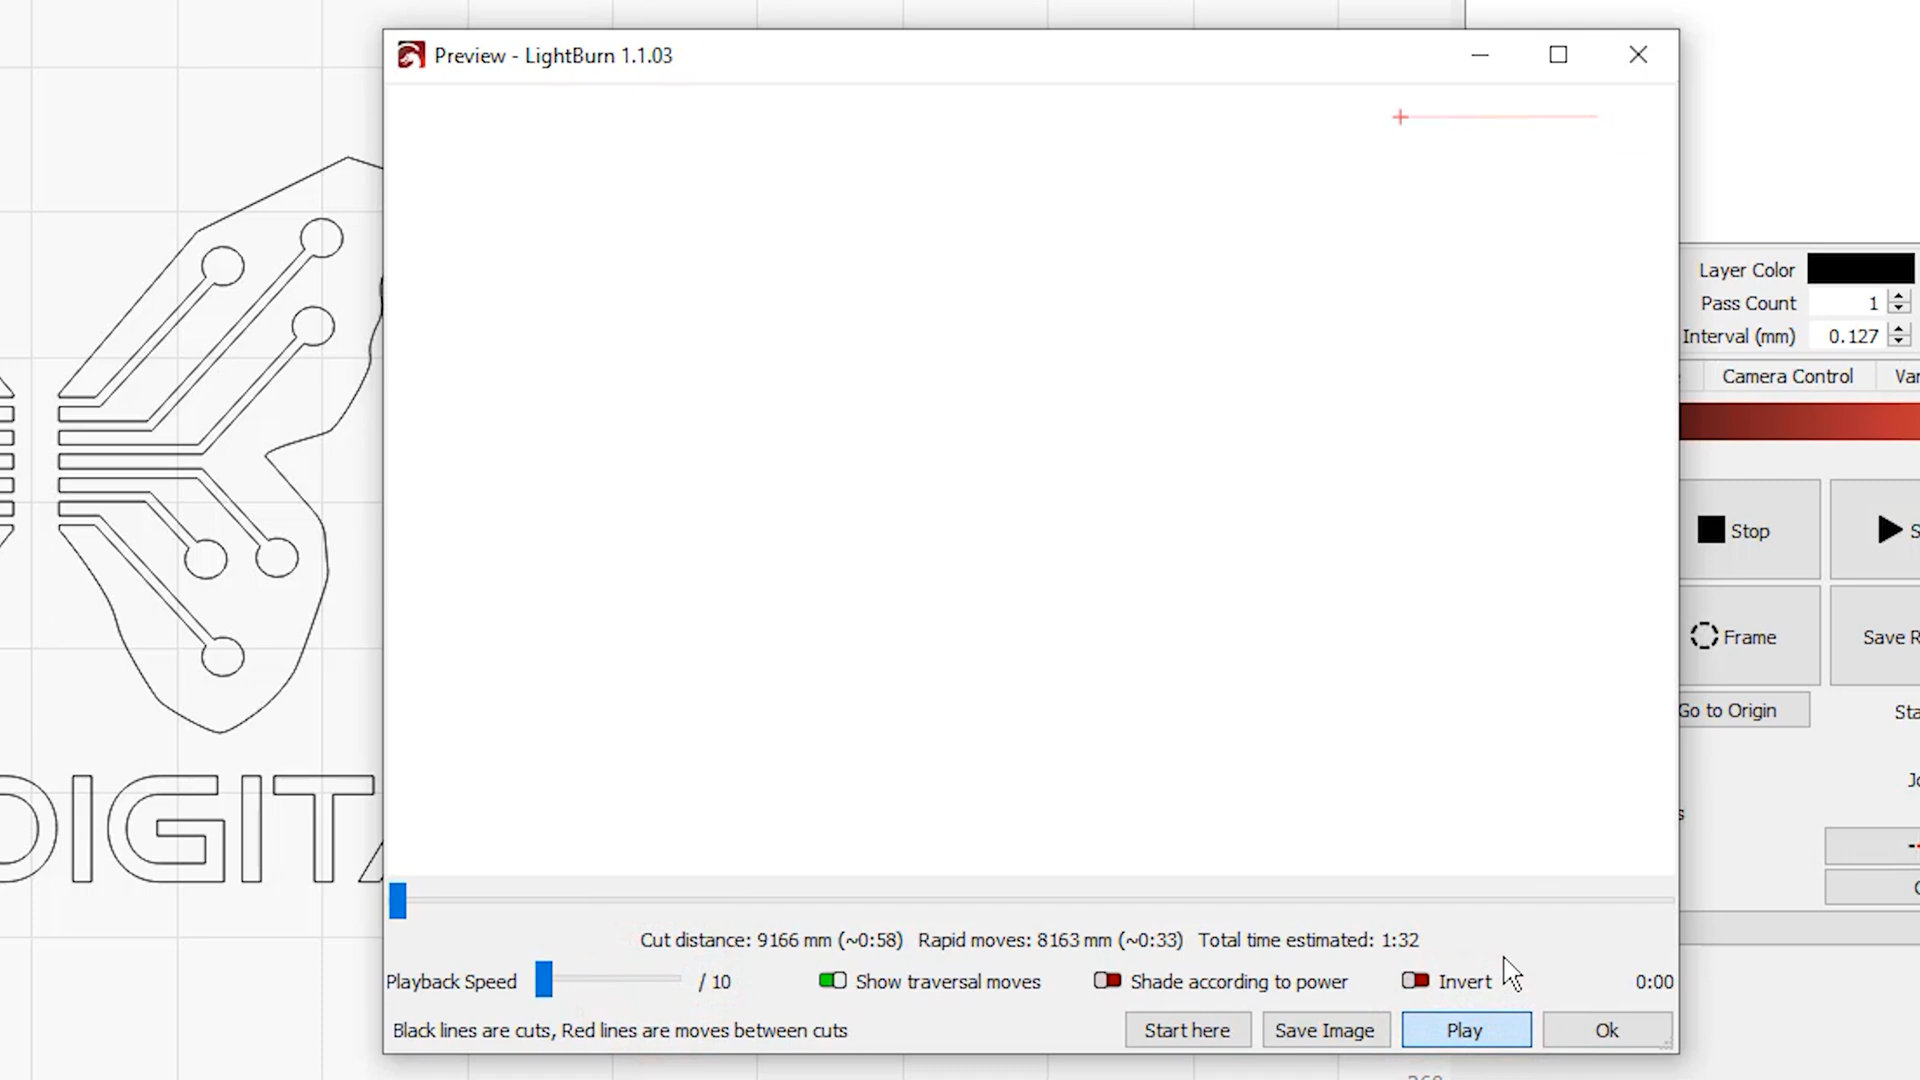 Preview - LightBurn 1.1.03
Layer Color
Pass Count 1
Interval (mm) 0.127
Camera Control
Stop
Frame
Save R
Go to Origin
DIGITA
Cut distance: 9166 mm (~0:58) Rapid moves: 8163 mm (~0:33) Total time estimated: 1:32
Playback Speed / 10 Show traversal moves Shade according to power Invert 0:00
Black lines are cuts, Red lines are moves between cuts Start here Save Image Play Ok